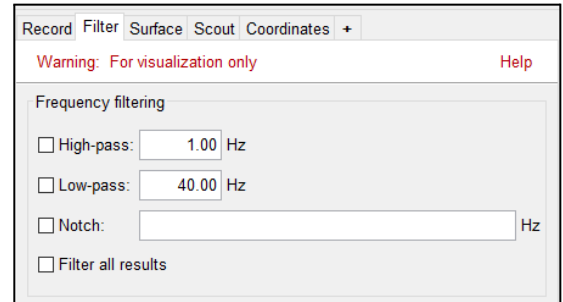 Record Filter Surface Scout Coordinates +
Warning: For visualization only Help
Frequency filtering
High-pass: 1.00 Hz
Low-pass: 40.00 Hz
Notch: Hz
Filter all results